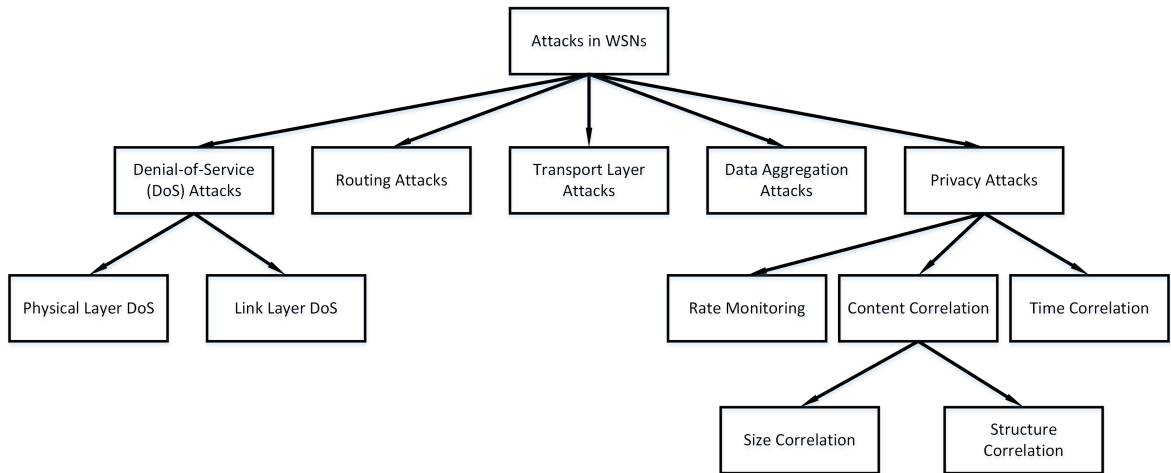 Attacks in WSNs
Denial-of-Service
(DoS) Attacks
Routing Attacks
Transport Layer
Attacks
Data Aggregation
Attacks
Privacy Attacks
Physical Layer DoS
Link Layer DoS
Rate Monitoring
Content Correlation
Time Correlation
Size Correlation
Structure
Correlation